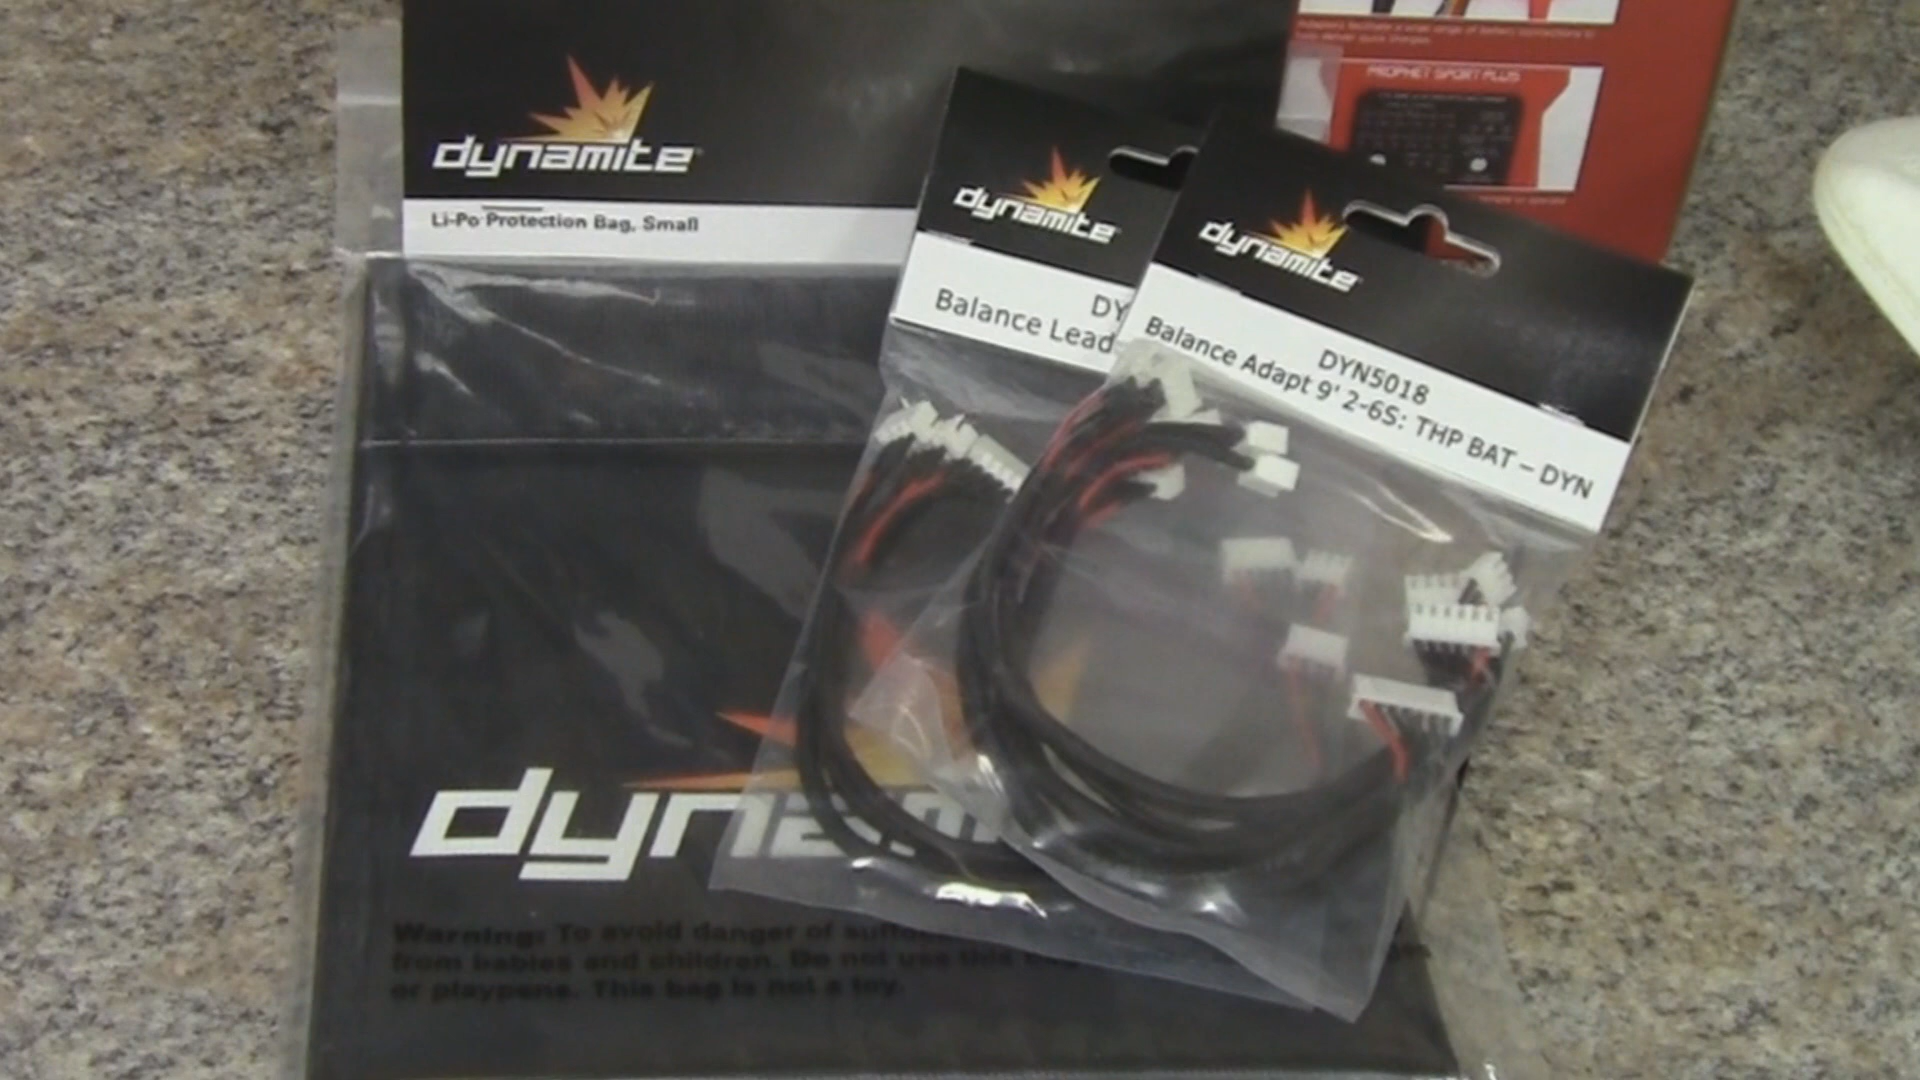 dynamite
Li-Po Protection Bag, Small
dynamite
DY
Balance Lead
dynamite
DYN5018
Balance Adapt 9' 2-6S: THP BAT – DYN
PROPHET SPORT PLUS
dynam
Warning: To avoid danger of
from babies and children. Do not use this
or playpens. This bag is not a toy.